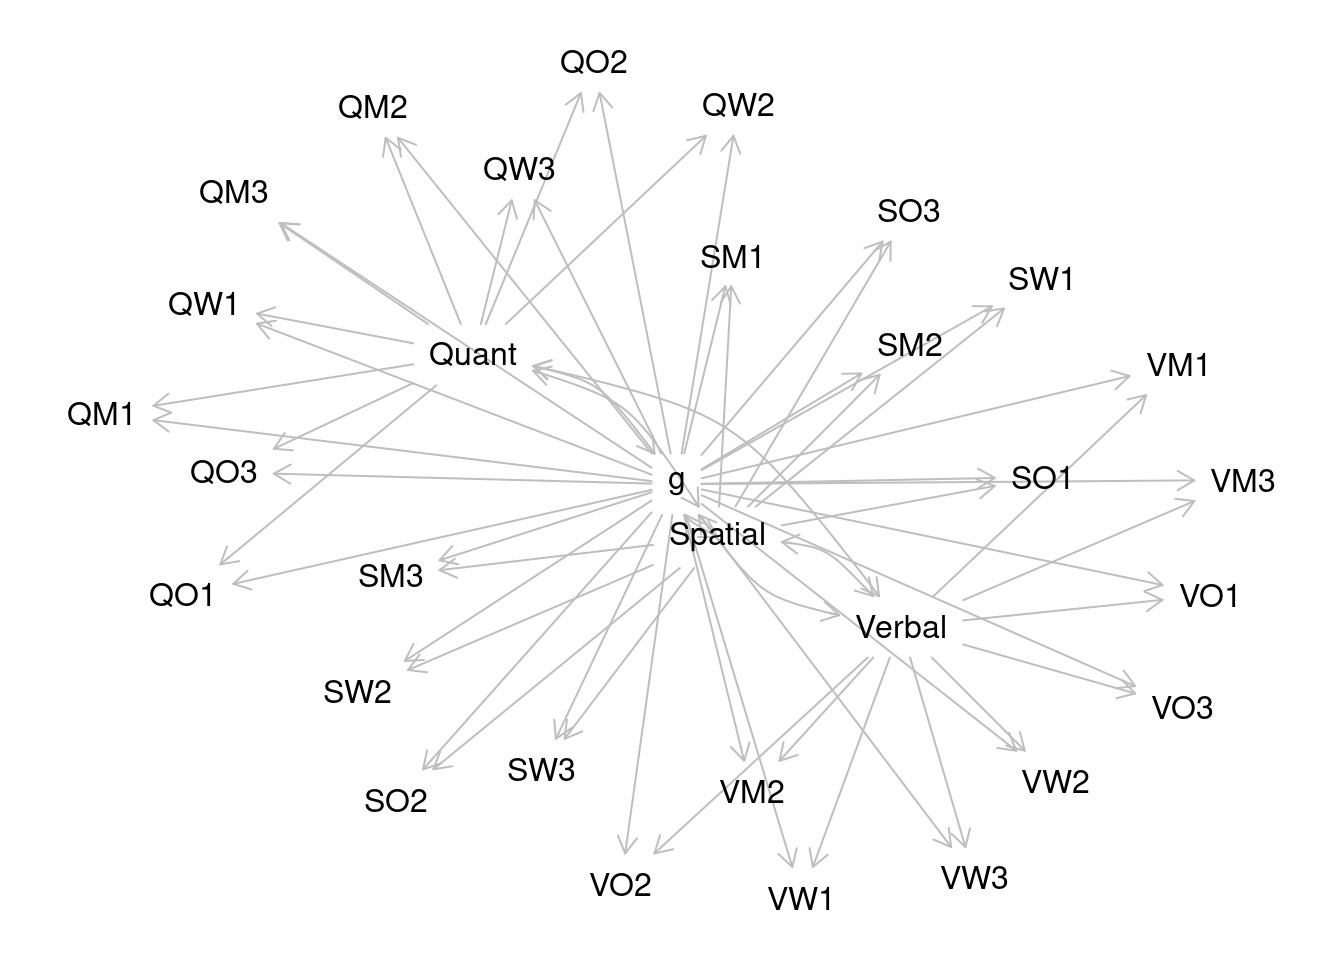 QO2
QM2
QW2
QW3
QM3
SO3
SM1
SW1
QW1
SM2
Quant
VM1
QM1
QO3
g
SO1
VM3
Spatial
SM3
QO1
VO1
Verbal
SW2
VO3
SW3
VW2
VM2
SO2
VW3
VO2
VW1